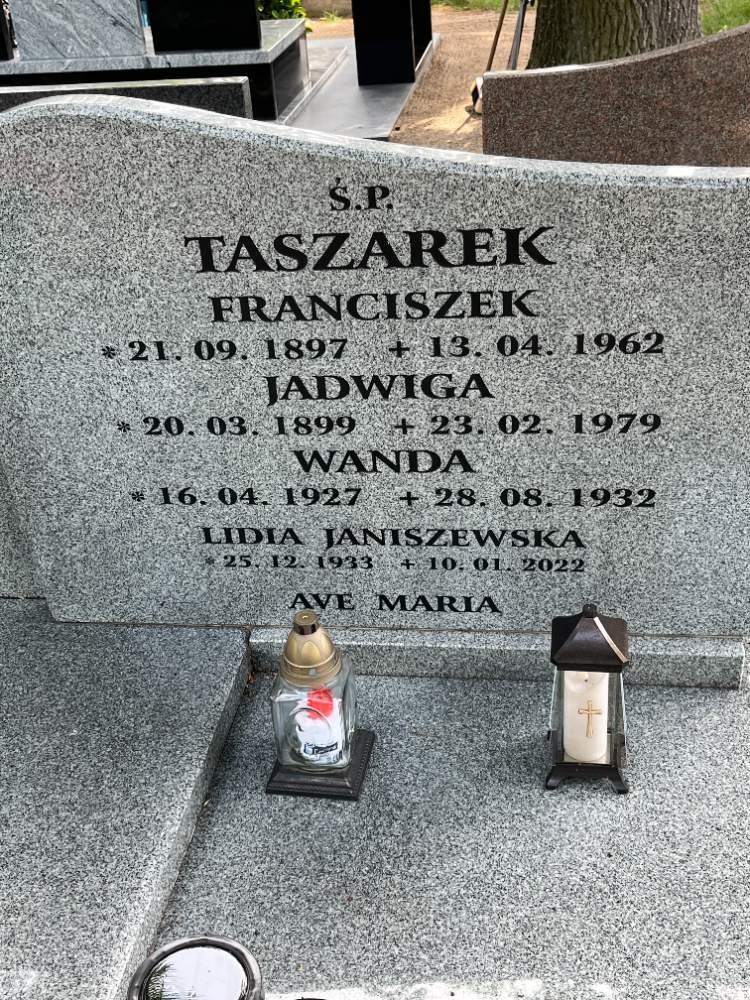 Ś.P.
TASZAREK
FRANCISZEK
* 21. 09. 1897 + 13. 04. 1962
JADWIGA
* 20. 03. 1899 + 23. 02. 1979
WANDA
* 16. 04. 1927 + 28. 08. 1932
LIDIA JANISZEWSKA
* 25. 12. 1933 + 10. 01. 2022
AVE MARIA